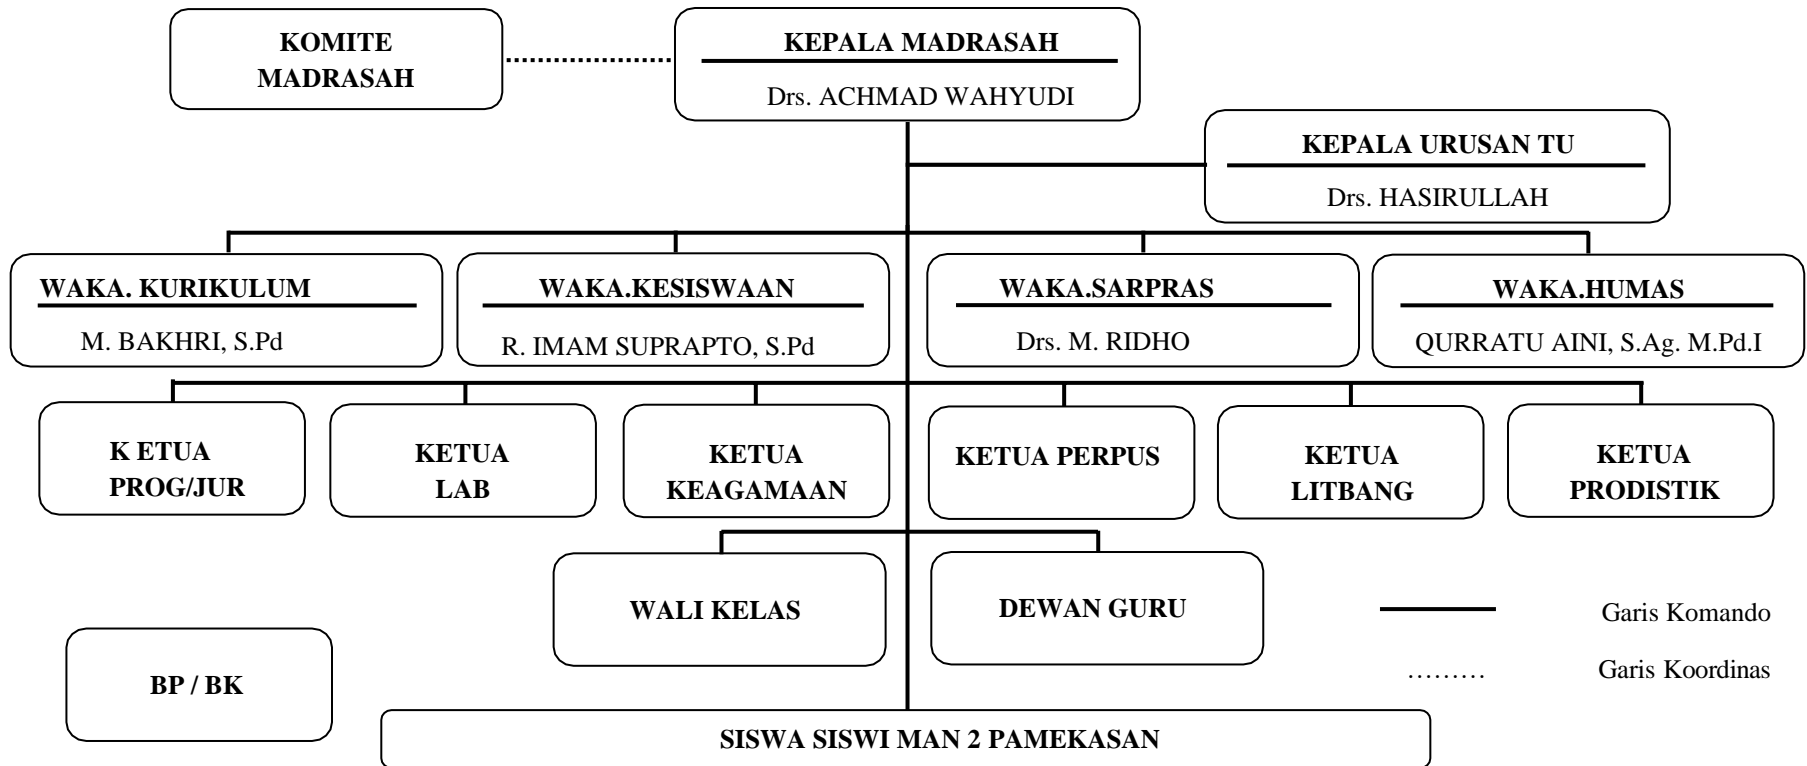 KOMITE
MADRASAH
KEPALA MADRASAH
Drs. ACHMAD WAHYUDI
KEPALA URUSAN TU
Drs. HASIRULLAH
WAKA. KURIKULUM
M. BAKHRI, S.Pd
WAKA.KESISWAAN
R. IMAM SUPRAPTO, S.Pd
WAKA.SARPRAS
Drs. M. RIDHO
WAKA.HUMAS
QURRATU AINI, S.Ag. M.Pd.I
K ETUA
PROG/JUR
KETUA
LAB
KETUA
KEAGAMAAN
KETUA PERPUS
KETUA
LITBANG
KETUA
PRODISTIK
WALI KELAS
DEWAN GURU
Garis Komando
......... Garis Koordinas
BP / BK
SISWA SISWI MAN 2 PAMEKASAN